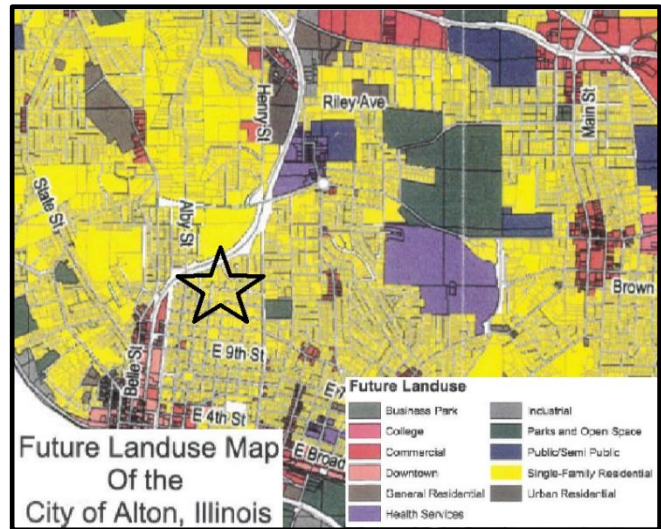 Henry St
Riley Ave
Main St
State St.
Alby St
Brown
E 9th St
Belle St
E 4th St
E Broad
Future Landuse Map
Of the
City of Alton, Illinois
Future Landuse
Business Park
College
Commercial
Downtown
General Residential
Health Services
Industrial
Parks and Open Space
Public/Semi Public
Single-Family Residential
Urban Residential